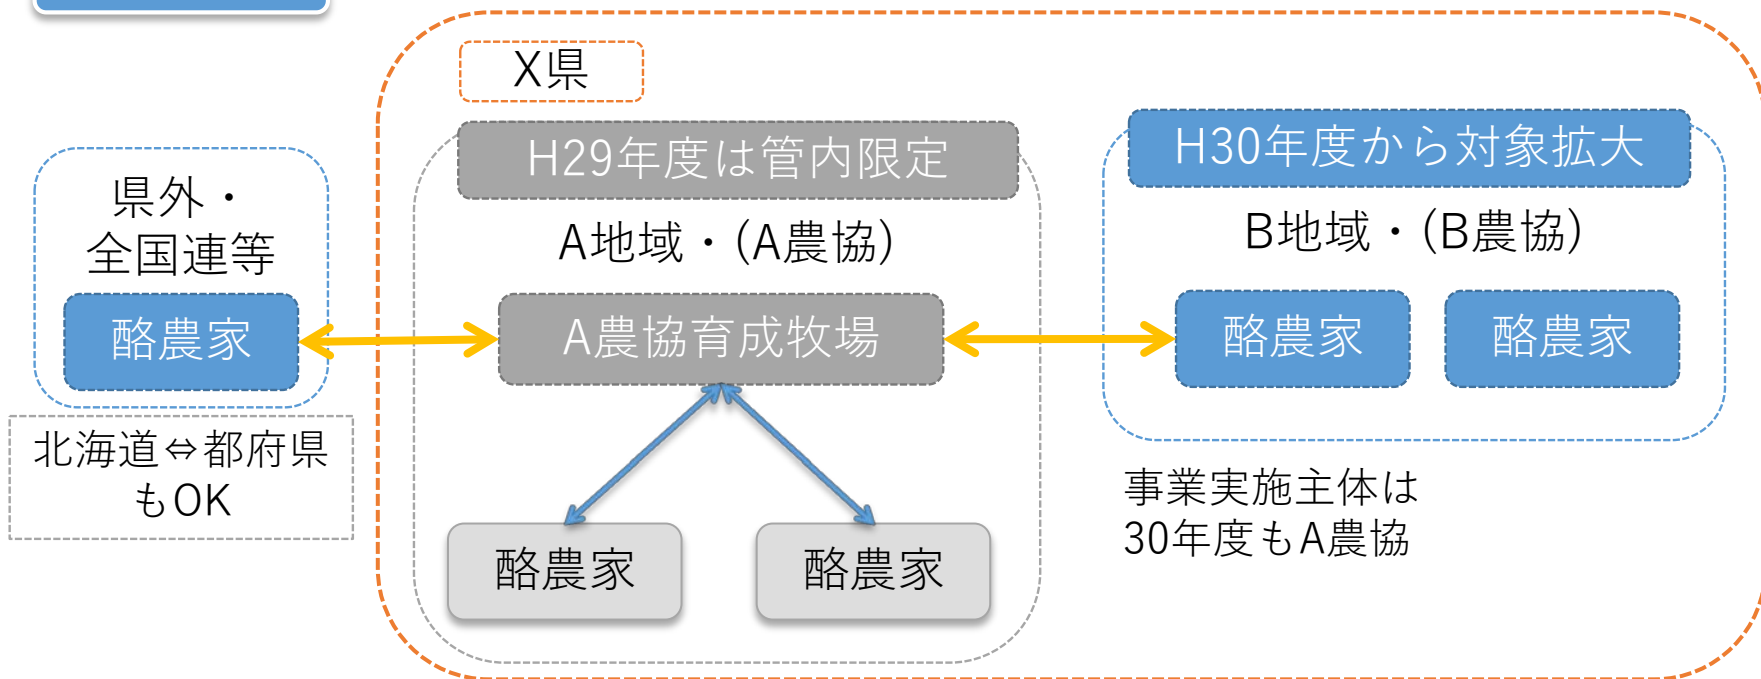 X県
H29年度は管内限定
H30年度から対象拡大
県外・
全国連等
A地域・(A農協)
B地域・(B農協)
酪農家
A農協育成牧場
酪農家
酪農家
北海道⇔都府県
もOK
事業実施主体は
30年度もA農協
酪農家
酪農家